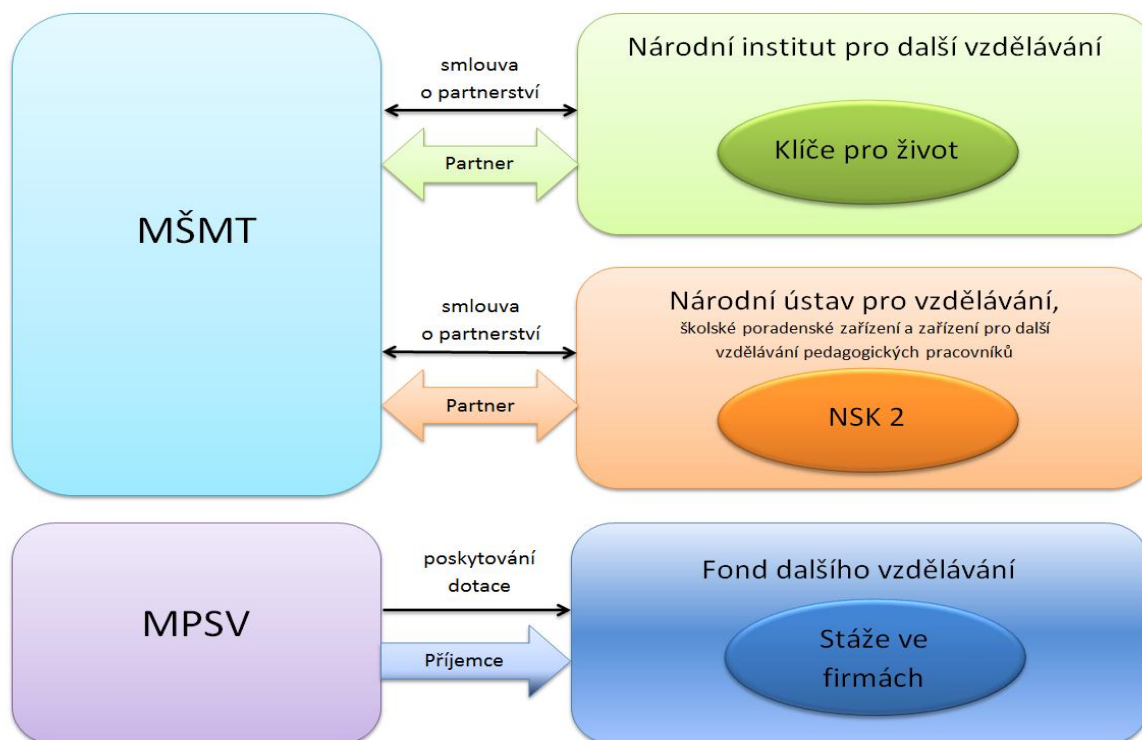 MŠMT
smlouva
o partnerství
Partner
Národní institut pro další vzdělávání
Klíče pro život
smlouva
o partnerství
Partner
Národní ústav pro vzdělávání,
školské poradenské zařízení a zařízení pro další
vzdělávání pedagogických pracovníků
NSK 2
MPSV
poskytování
dotace
Příjemce
Fond dalšího vzdělávání
Stáže ve
firmách